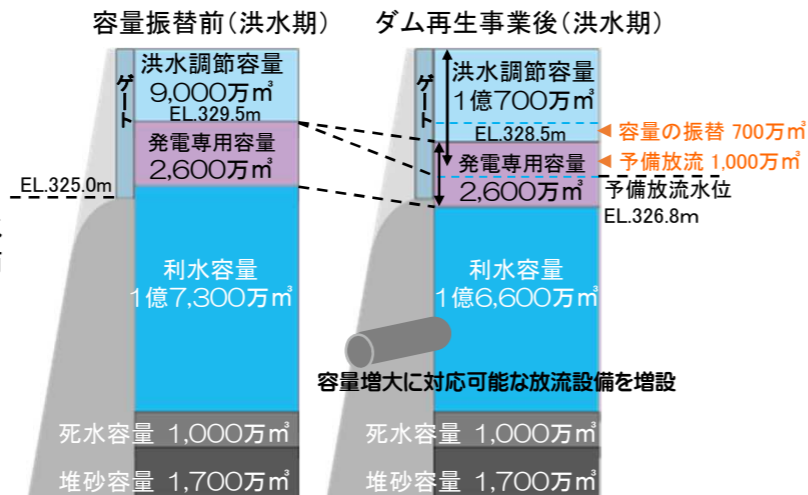 容量振替前(洪水期)
ダム再生事業後(洪水期)
ゲート
洪水調節容量
9,000万㎥
EL.329.5m
発電専用容量
2,600万㎥
EL.325.0m
利水容量
1億7,300万㎥
死水容量 1,000万㎥
堆砂容量 1,700万㎥
ゲート
洪水調節容量
1億700万㎥
EL.328.5m
容量の振替 700万㎥
発電専用容量
2,600万㎥
予備放流 1,000万㎥
予備放流水位
EL.326.8m
利水容量
1億6,600万㎥
容量増大に対応可能な放流設備を増設
死水容量 1,000万㎥
堆砂容量 1,700万㎥